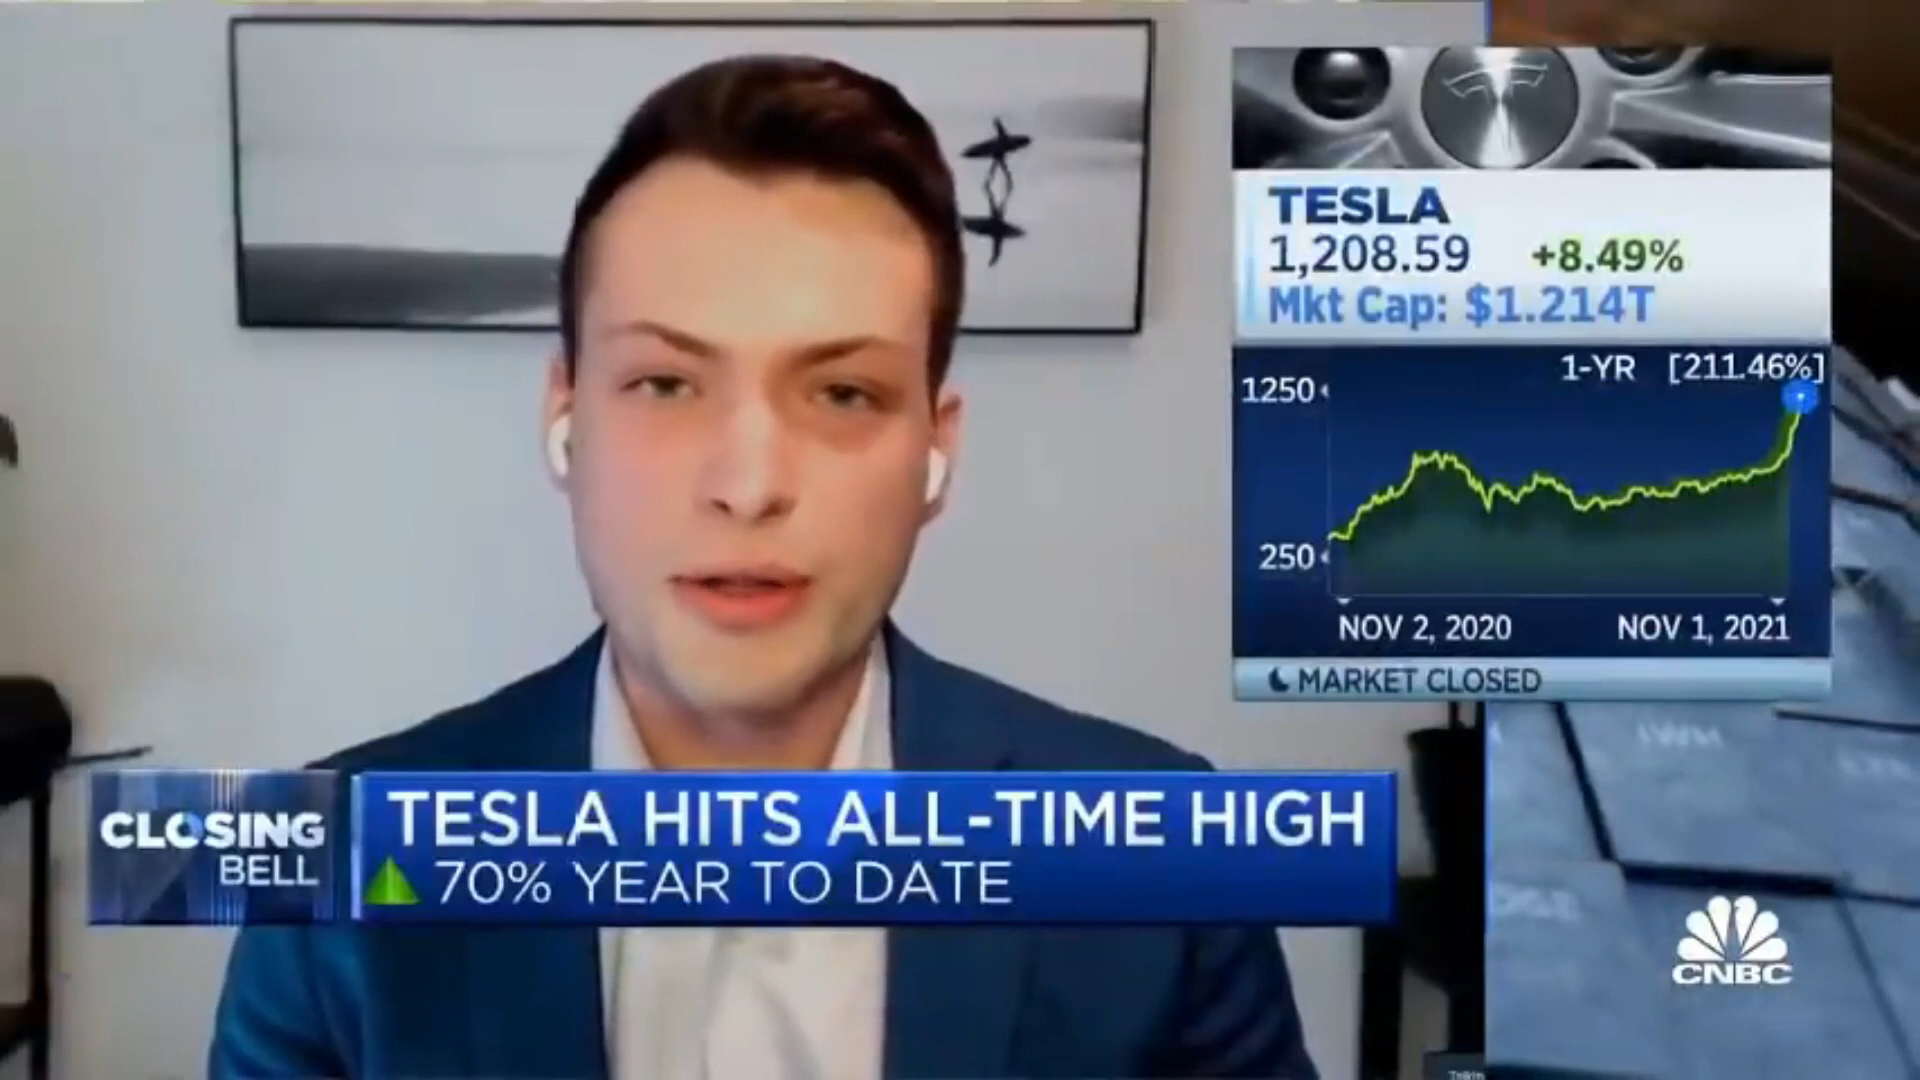 TESLA
1,208.59 +8.49%
Mkt Cap: $1.214T
1-YR [211.46%]
1250
250
NOV 2, 2020 NOV 1, 2021
MARKET CLOSED
IWM
CLOSING
BELL
TESLA HITS ALL-TIME HIGH
70% YEAR TO DATE
CNBC